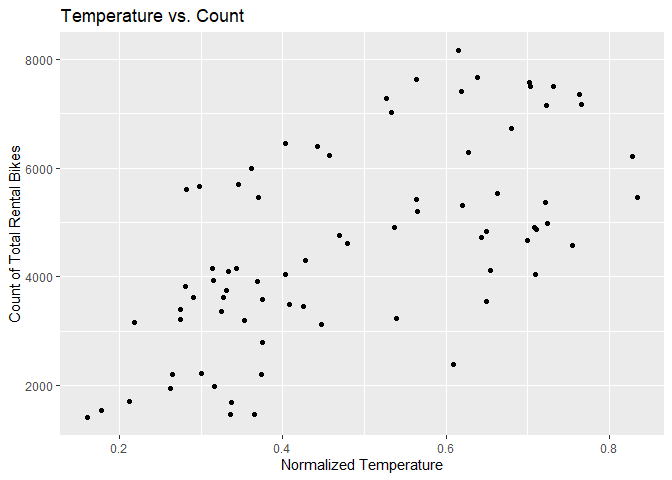 Temperature vs. Count
Count of Total Rental Bikes
8000
6000
4000
2000
0.2 0.4 0.6 0.8
Normalized Temperature